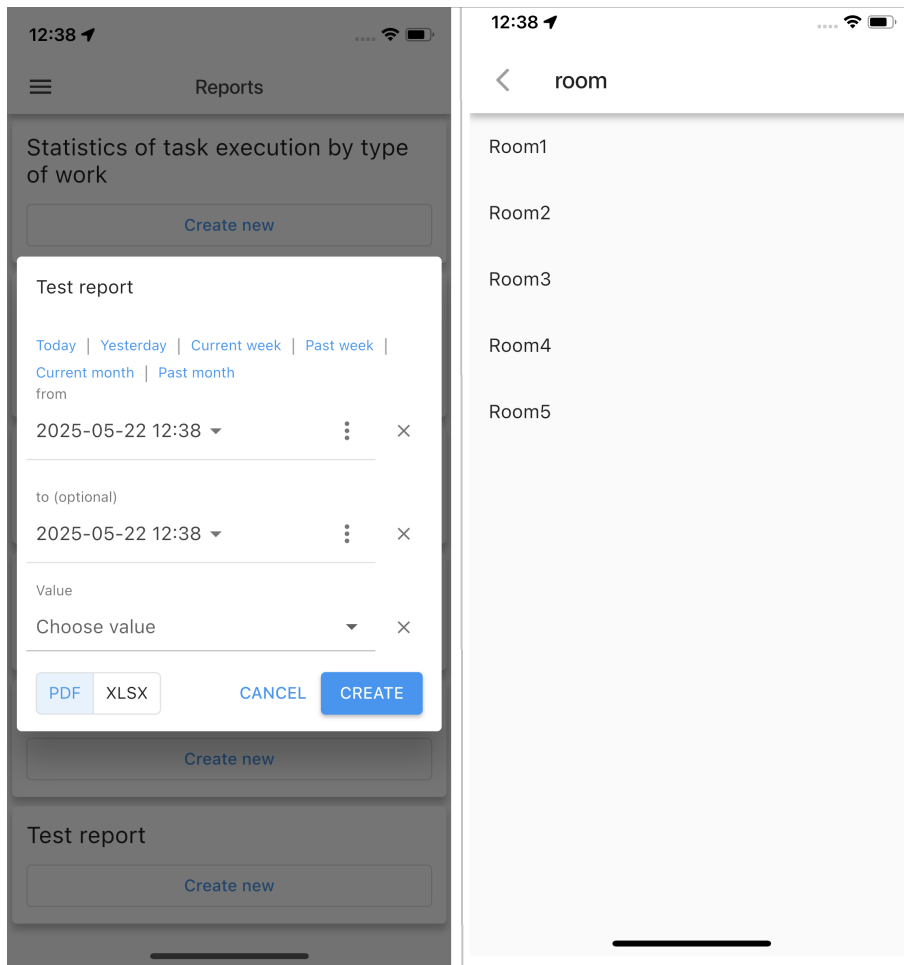 12:38
Reports
Statistics of task execution by type
of work
Create new
Test report
Today | Yesterday | Current week | Past week |
Current month | Past month
from
2025-05-22 12:38
to (optional)
2025-05-22 12:38
Value
Choose value
PDF XLSX CANCEL CREATE
Create new
Test report
Create new
12:38
room
Room1
Room2
Room3
Room4
Room5